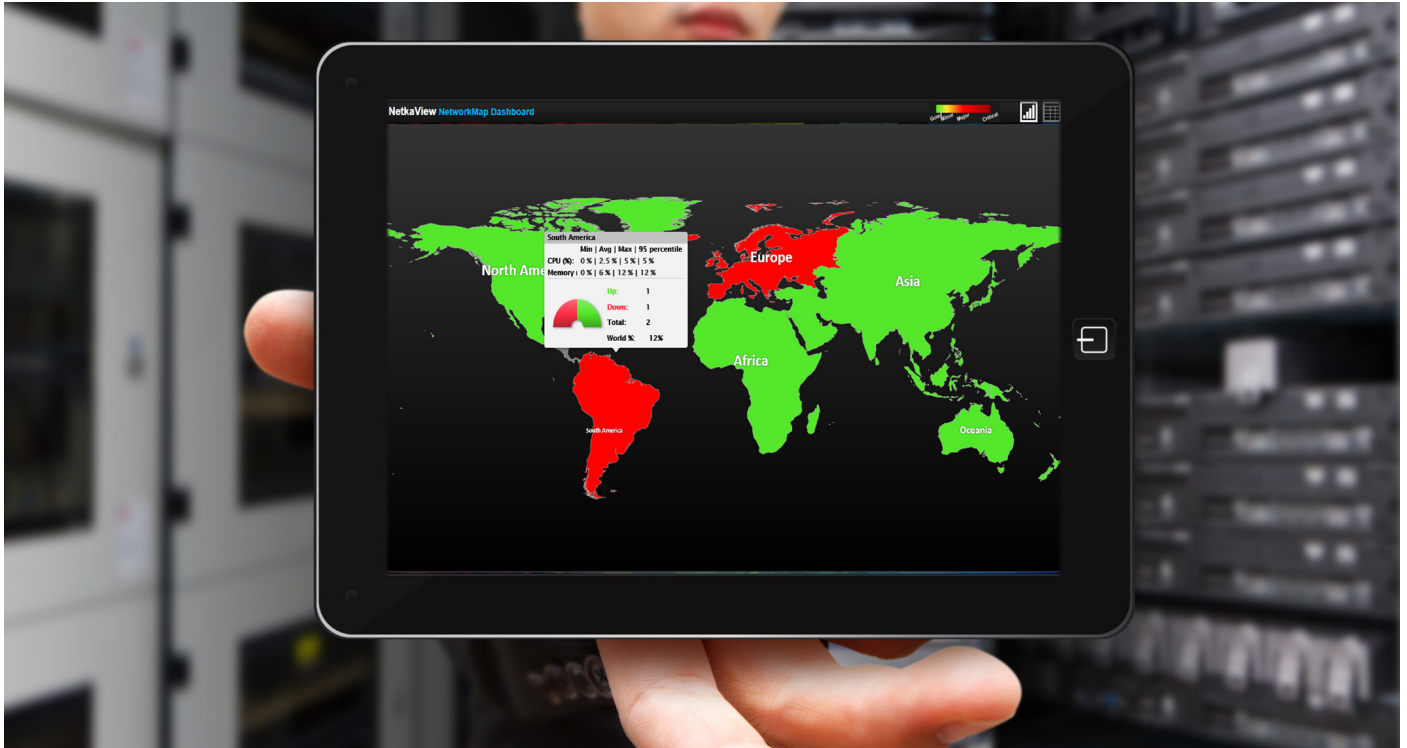 NetkaView NetworkMap Dashboard
Good Minor Major Critical
South America
Min | Avg | Max | 95 percentile
CPU (%): 0 % | 2.5 % | 5 % | 5 %
Memory : 0 % | 6 % | 12 % | 12 %
Up: 1
Down: 1
Total: 2
World %: 12%
North Ame
Europe
Asia
Africa
South America
Oceania